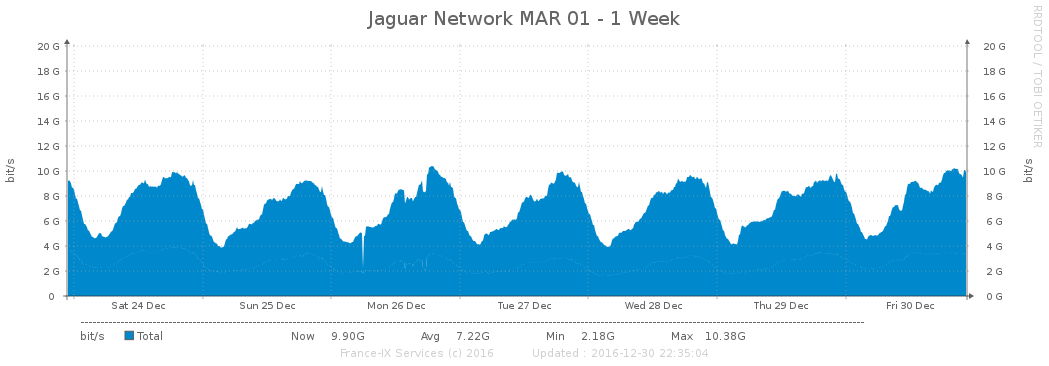 Jaguar Network MAR 01 - 1 Week
RRDTOOL / TOBI OETIKER
20 G 20 G
18 G 18 G
16 G 16 G
14 G 14 G
12 G 12 G
10 G 10 G
8 G 8 G
6 G 6 G
4 G 4 G
2 G 2 G
0 0 G
bit/s bit/s
Sat 24 Dec Sun 25 Dec Mon 26 Dec Tue 27 Dec Wed 28 Dec Thu 29 Dec Fri 30 Dec
bit/s Total Now 9.90G Avg 7.22G Min 2.18G Max 10.38G
France-IX Services (c) 2016 Updated : 2016-12-30 22:35:04